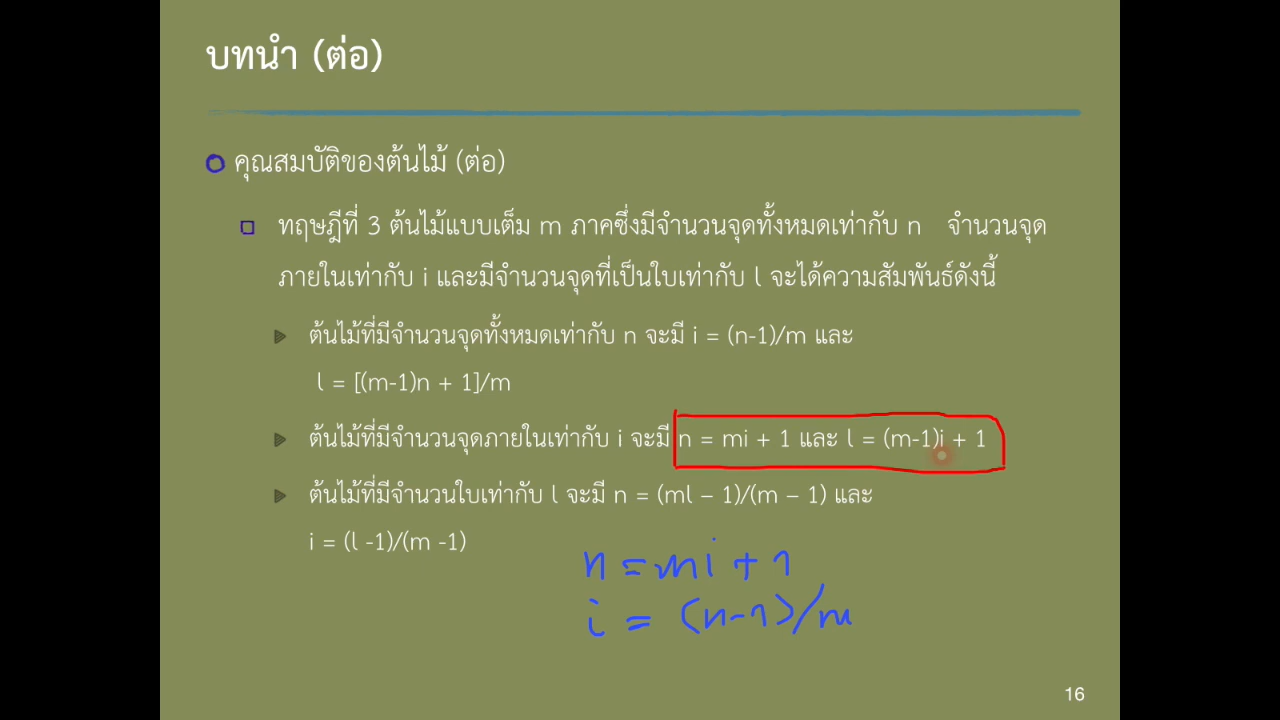 บทนำ (ต่อ)
คุณสมบัติของต้นไม้ (ต่อ)
ทฤษฎีที่ 3 ต้นไม้แบบเต็ม m ภาคซึ่งมีจำนวนจุดทั้งหมดเท่ากับ n จำนวนจุด
ภายในเท่ากับ i และมีจำนวนจุดที่เป็นใบเท่ากับ l จะได้ความสัมพันธ์ดังนี้
ต้นไม้ที่มีจำนวนจุดทั้งหมดเท่ากับ n จะมี i = (n-1)/m และ
l = [(m-1)n + 1]/m
ต้นไม้ที่มีจำนวนจุดภายในเท่ากับ i จะมี n = mi + 1 และ l = (m-1)i + 1
ต้นไม้ที่มีจำนวนใบเท่ากับ l จะมี n = (ml – 1)/(m – 1) และ
i = (l -1)/(m -1)
n = mi + 1
i = (n-1)/m
16